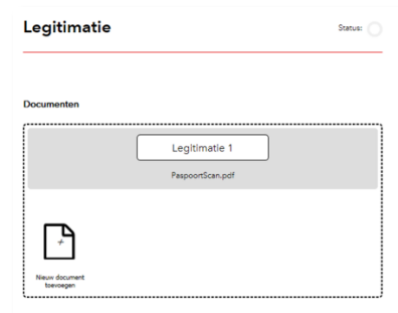 Legitimatie
Status:
Documenten
Legitimatie 1
PaspoortScan.pdf
Nieuw document
toevoegen